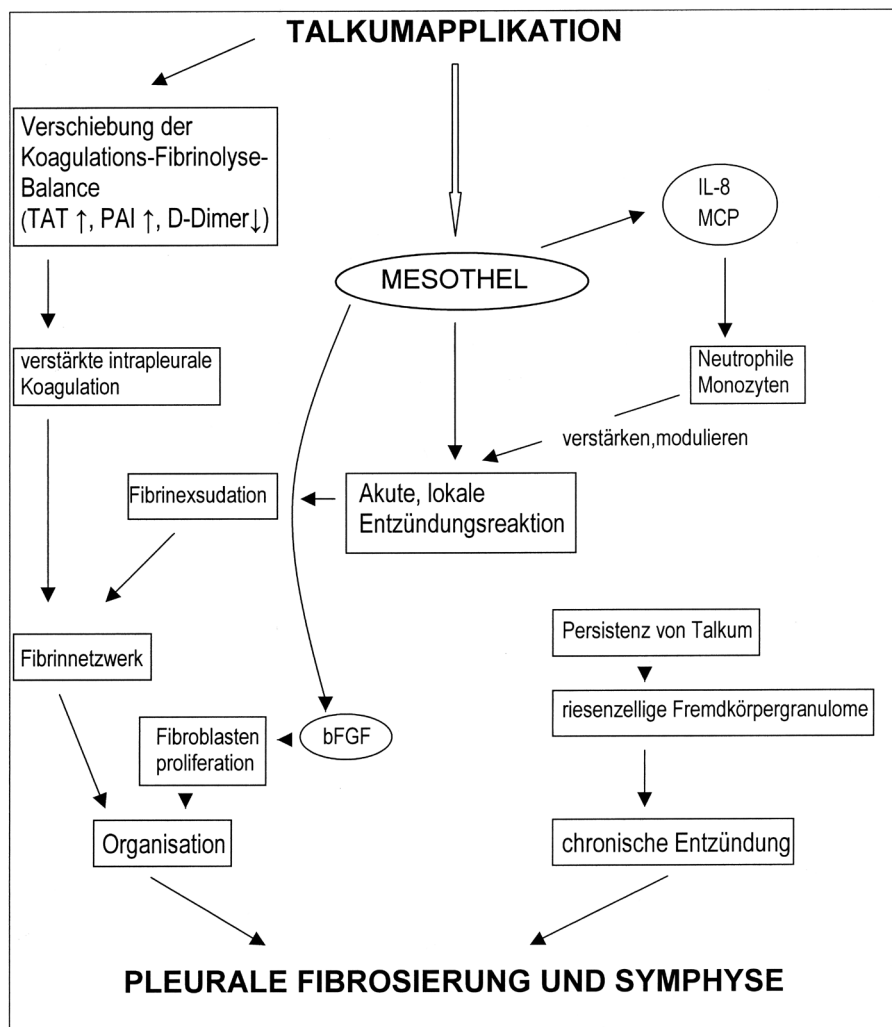 TALKUMAPPLIKATION
Verschiebung der
Koagulations-Fibrinolyse-
Balance
(TAT ↑, PAI ↑, D-Dimer↓)
IL-8
MCP
MESOTHEL
verstärkte intrapleurale
Koagulation
Neutrophile
Monozyten
verstärken,modulieren
Fibrinexsudation
Akute, lokale
Entzündungsreaktion
Fibrinnetzwerk
Persistenz von Talkum
riesenzellige Fremdkörpergranulome
bFGF
Fibroblasten
proliferation
Organisation
chronische Entzündung
PLEURALE FIBROSIERUNG UND SYMPHYSE